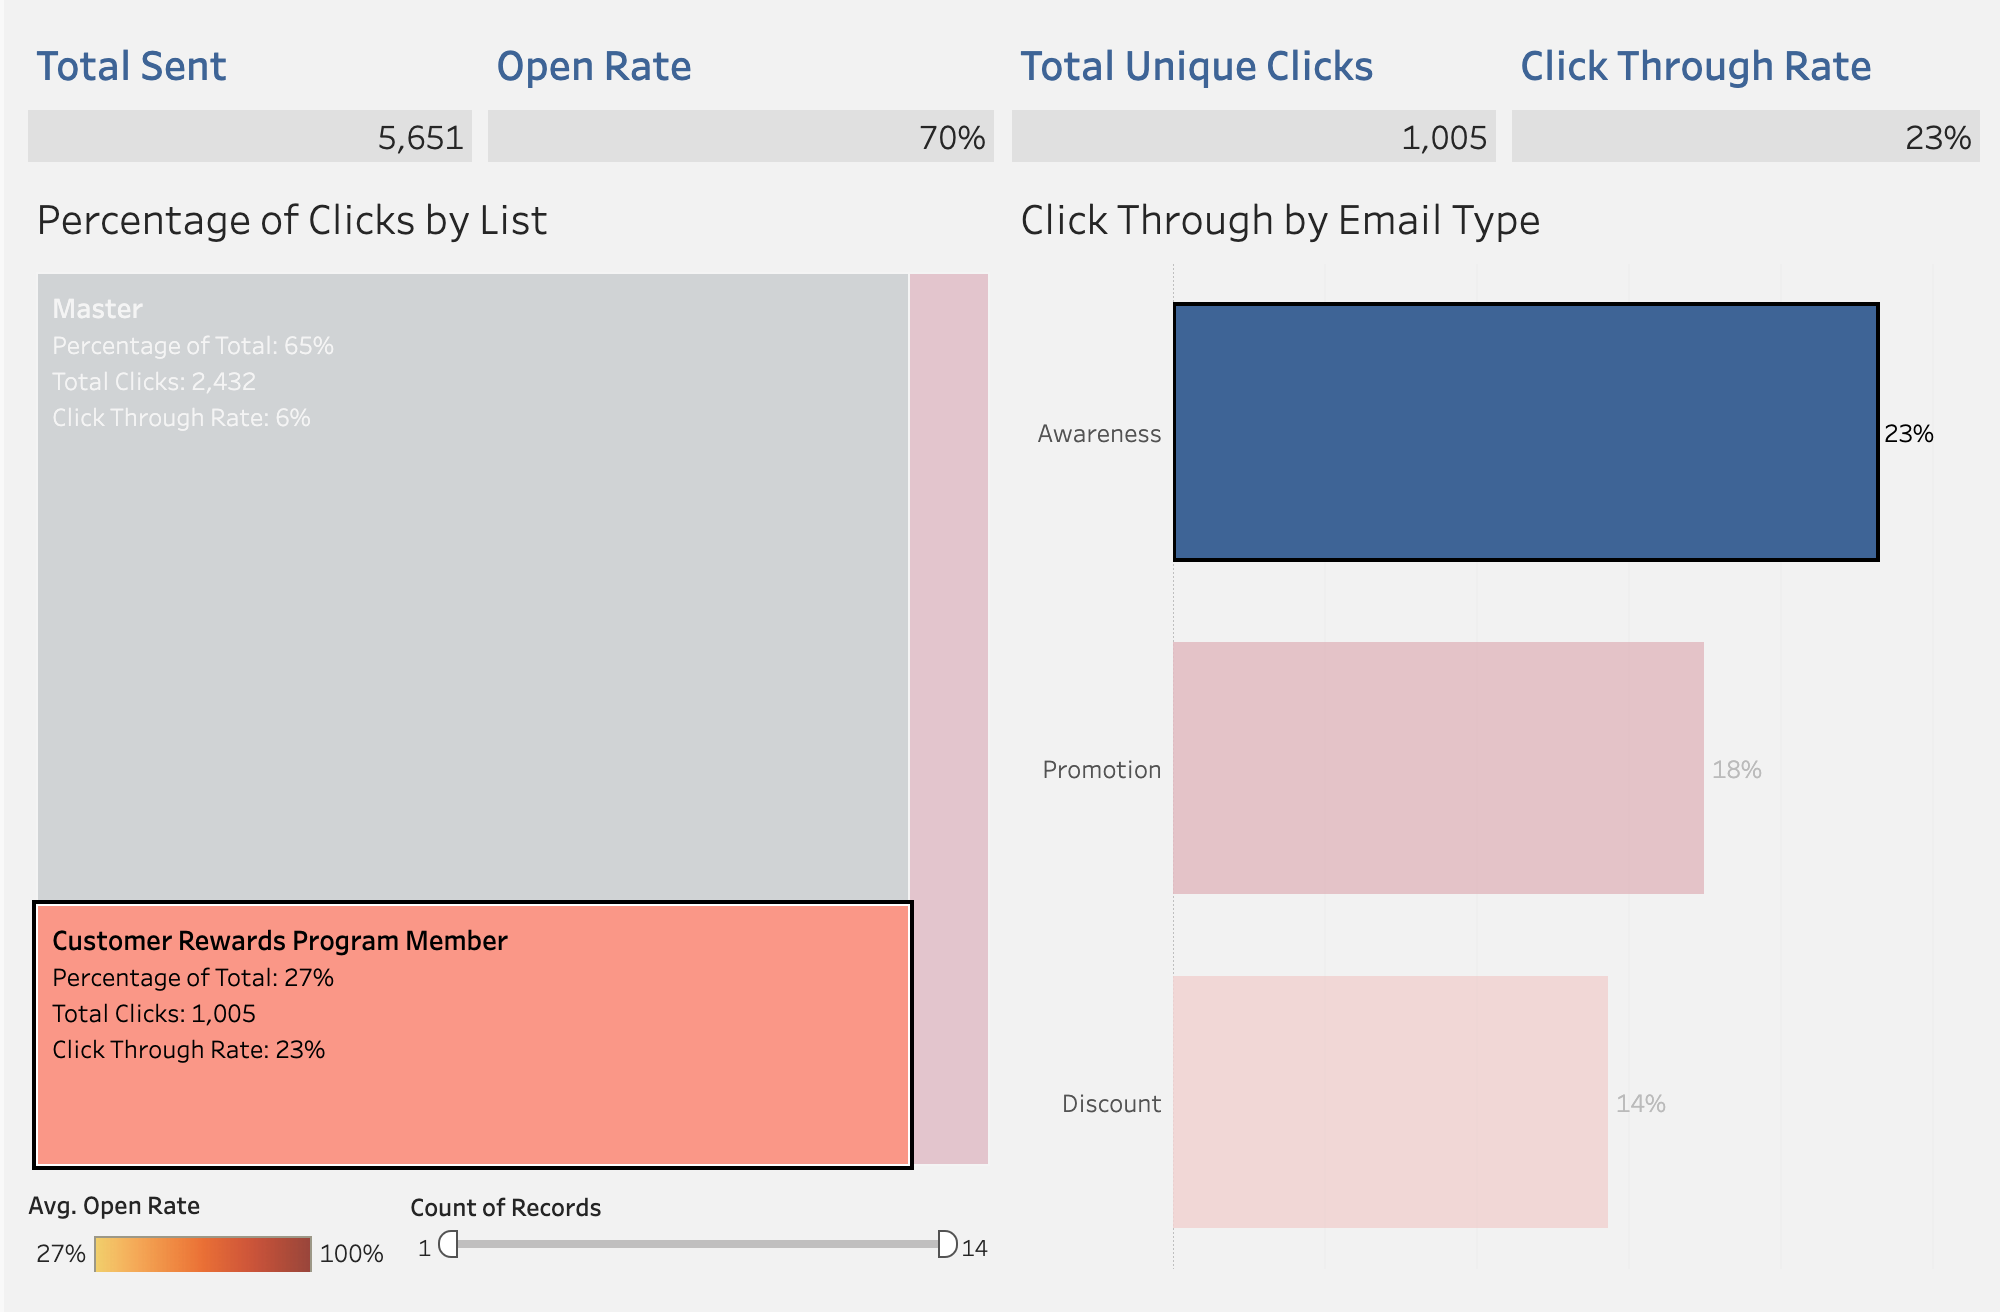 Total Sent
Open Rate
Total Unique Clicks
Click Through Rate
5,651
70%
1,005
23%
Percentage of Clicks by List
Master
Percentage of Total: 65%
Total Clicks: 2,432
Click Through Rate: 6%
Customer Rewards Program Member
Percentage of Total: 27%
Total Clicks: 1,005
Click Through Rate: 23%
Avg. Open Rate
27%
100%
Count of Records
1
14
Click Through by Email Type
Awareness
23%
Promotion
18%
Discount
14%